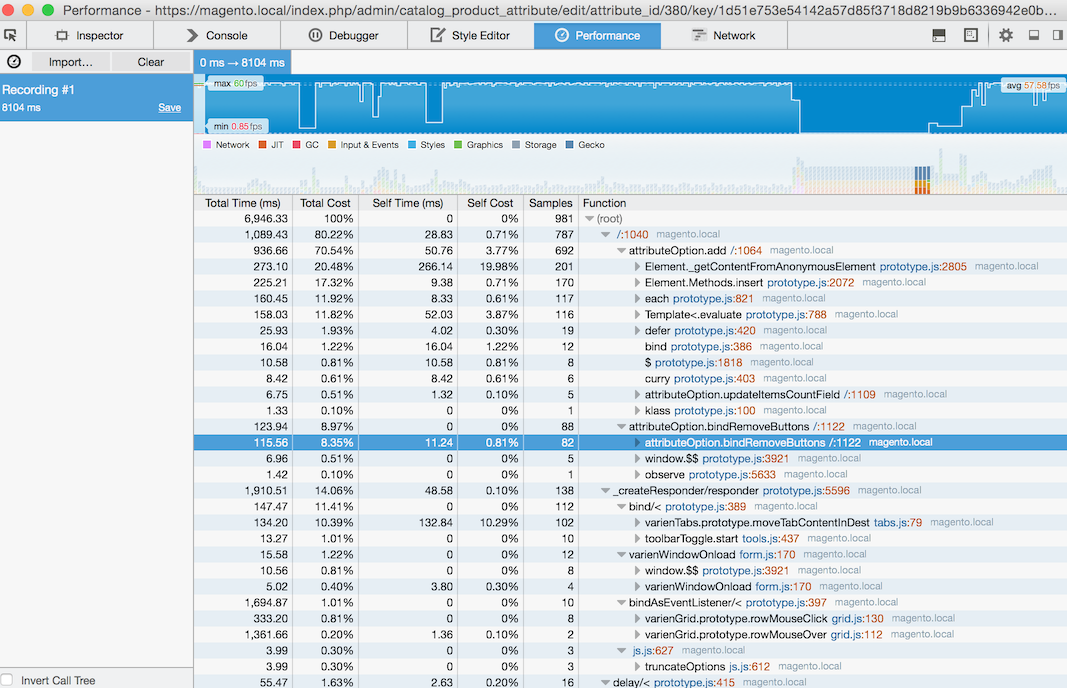 Performance - https://magento.local/index.php/admin/catalog_product_attribute/edit/attribute_id/380/key/1d51e753e54142a57d85f3718d8219b9b6336942e0b…
Inspector Console Debugger Style Editor Performance Network
Import… Clear 0 ms → 8104 ms
Recording #1
8104 ms Save
max 60fps
avg 57.58fps
min 0.85fps
Network JIT GC Input & Events Styles Graphics Storage Gecko
Total Time (ms) Total Cost Self Time (ms) Self Cost Samples Function
6,946.33 100% 0 0% 981 (root)
1,089.43 80.22% 28.83 0.71% 787 /:1040 magento.local
936.66 70.54% 50.76 3.77% 692 attributeOption.add /:1064 magento.local
273.10 20.48% 266.14 19.98% 201 Element._getContentFromAnonymousElement prototype.js:2805 magento.local
225.21 17.32% 9.38 0.71% 170 Element.Methods.insert prototype.js:2072 magento.local
160.45 11.92% 8.33 0.61% 117 each prototype.js:821 magento.local
158.03 11.82% 52.03 3.87% 116 Template<.evaluate prototype.js:788 magento.local
25.93 1.93% 4.02 0.30% 19 defer prototype.js:420 magento.local
16.04 1.22% 16.04 1.22% 12 bind prototype.js:386 magento.local
10.58 0.81% 10.58 0.81% 8 $ prototype.js:1818 magento.local
8.42 0.61% 8.42 0.61% 6 curry prototype.js:403 magento.local
6.75 0.51% 1.32 0.10% 5 attributeOption.updateItemsCountField /:1109 magento.local
1.33 0.10% 0 0% 1 klass prototype.js:100 magento.local
123.94 8.97% 0 0% 88 attributeOption.bindRemoveButtons /:1122 magento.local
115.56 8.35% 11.24 0.81% 82 attributeOption.bindRemoveButtons /:1122 magento.local
6.96 0.51% 0 0% 5 window.$$ prototype.js:3921 magento.local
1.42 0.10% 0 0% 1 observe prototype.js:5633 magento.local
1,910.51 14.06% 48.58 0.10% 138 _createResponder/responder prototype.js:5596 magento.local
147.47 11.41% 0 0% 112 bind/< prototype.js:389 magento.local
134.20 10.39% 132.84 10.29% 102 varienTabs.prototype.moveTabContentInDest tabs.js:79 magento.local
13.27 1.01% 0 0% 10 toolbarToggle.start tools.js:437 magento.local
15.58 1.22% 0 0% 12 varienWindowOnload form.js:170 magento.local
10.56 0.81% 0 0% 8 window.$$ prototype.js:3921 magento.local
5.02 0.40% 3.80 0.30% 4 varienWindowOnload form.js:170 magento.local
1,694.87 1.01% 0 0% 10 bindAsEventListener/< prototype.js:397 magento.local
333.20 0.81% 0 0% 8 varienGrid.prototype.rowMouseClick grid.js:130 magento.local
1,361.66 0.20% 1.36 0.10% 2 varienGrid.prototype.rowMouseOver grid.js:112 magento.local
3.99 0.30% 0 0% 3 js.js:627 magento.local
3.99 0.30% 0 0% 3 truncateOptions js.js:612 magento.local
55.47 1.63% 2.63 0.20% 16 delay/< prototype.js:415 magento.local
Invert Call Tree